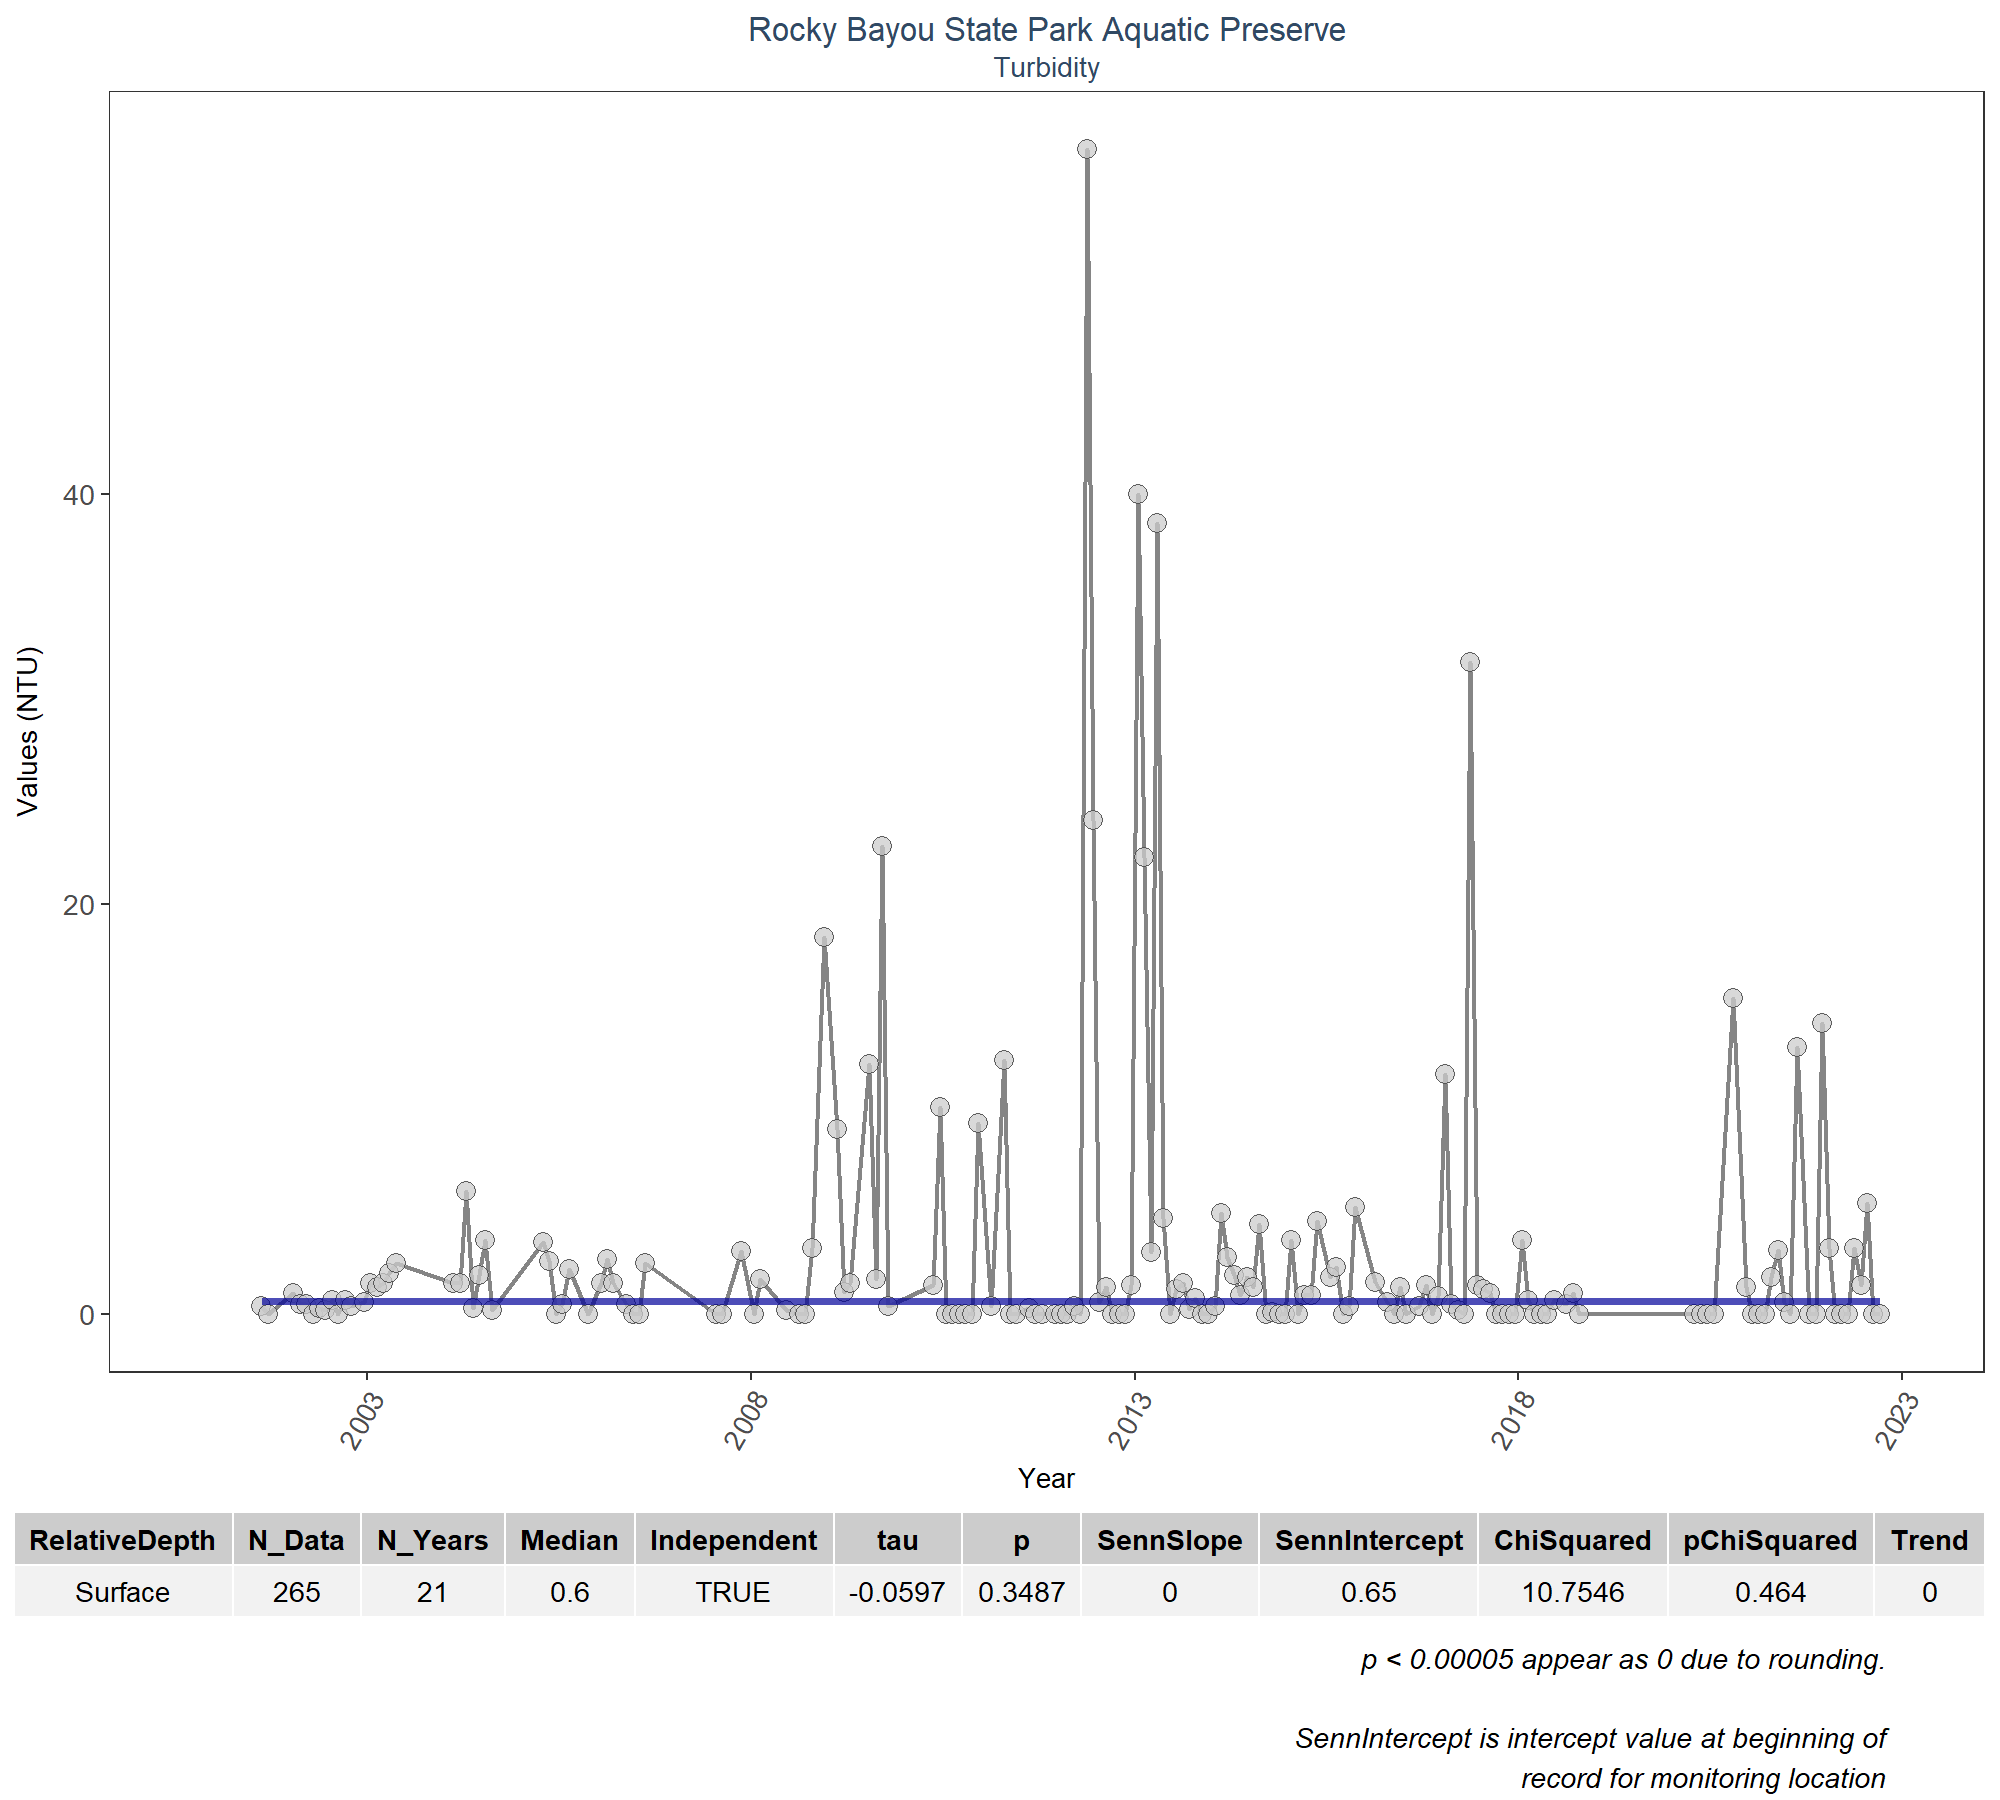 Rocky Bayou State Park Aquatic Preserve
Turbidity
Values (NTU)
40
20
0
2003
2008
2013
2018
2023
Year
RelativeDepth N_Data N_Years Median Independent tau p SennSlope SennIntercept ChiSquared pChiSquared Trend
Surface 265 21 0.6 TRUE -0.0597 0.3487 0 0.65 10.7546 0.464 0
p < 0.00005 appear as 0 due to rounding.
SennIntercept is intercept value at beginning of
record for monitoring location